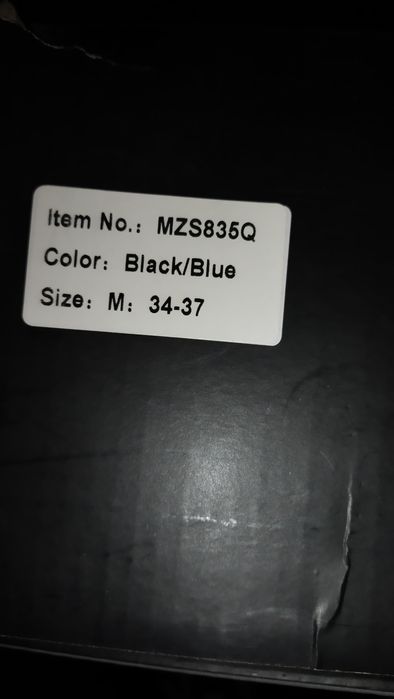 Item No.: MZS835Q
Color: Black/Blue
Size: M: 34-37